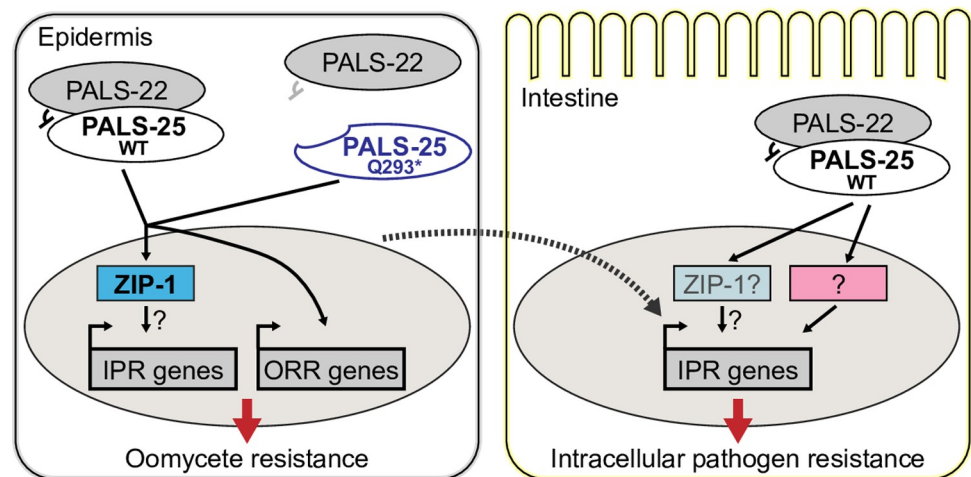 Epidermis
PALS-22
PALS-25
WT
PALS-22
PALS-25
Q293*
ZIP-1
?
IPR genes
ORR genes
Oomycete resistance
Intestine
PALS-22
PALS-25
WT
ZIP-1?
?
?
IPR genes
Intracellular pathogen resistance